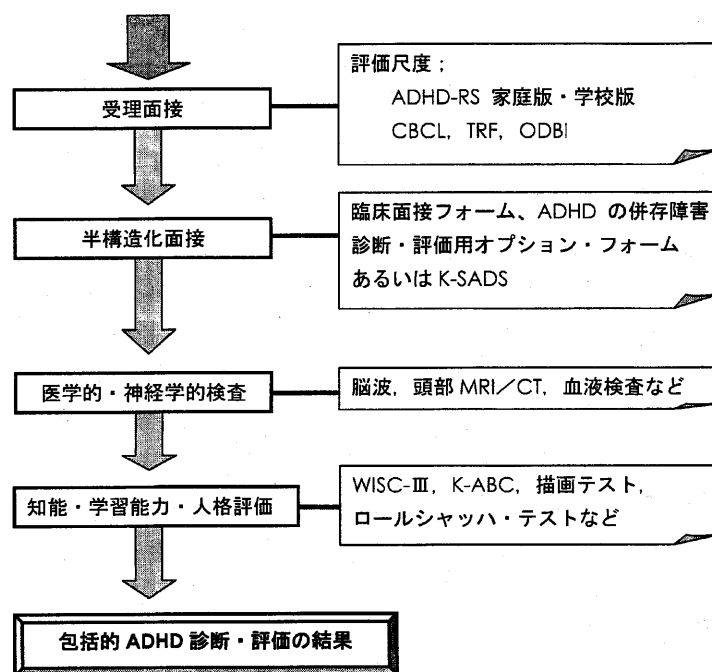 受理面接
評価尺度；
ADHD-RS 家庭版・学校版
CBCL, TRF, ODBI
半構造化面接
臨床面接フォーム、ADHD の併存障害
診断・評価用オプション・フォーム
あるいは K-SADS
医学的・神経学的検査
脳波, 頭部 MRI／CT, 血液検査など
知能・学習能力・人格評価
WISC-Ⅲ, K-ABC, 描画テスト,
ロールシャッハ・テストなど
包括的 ADHD 診断・評価の結果